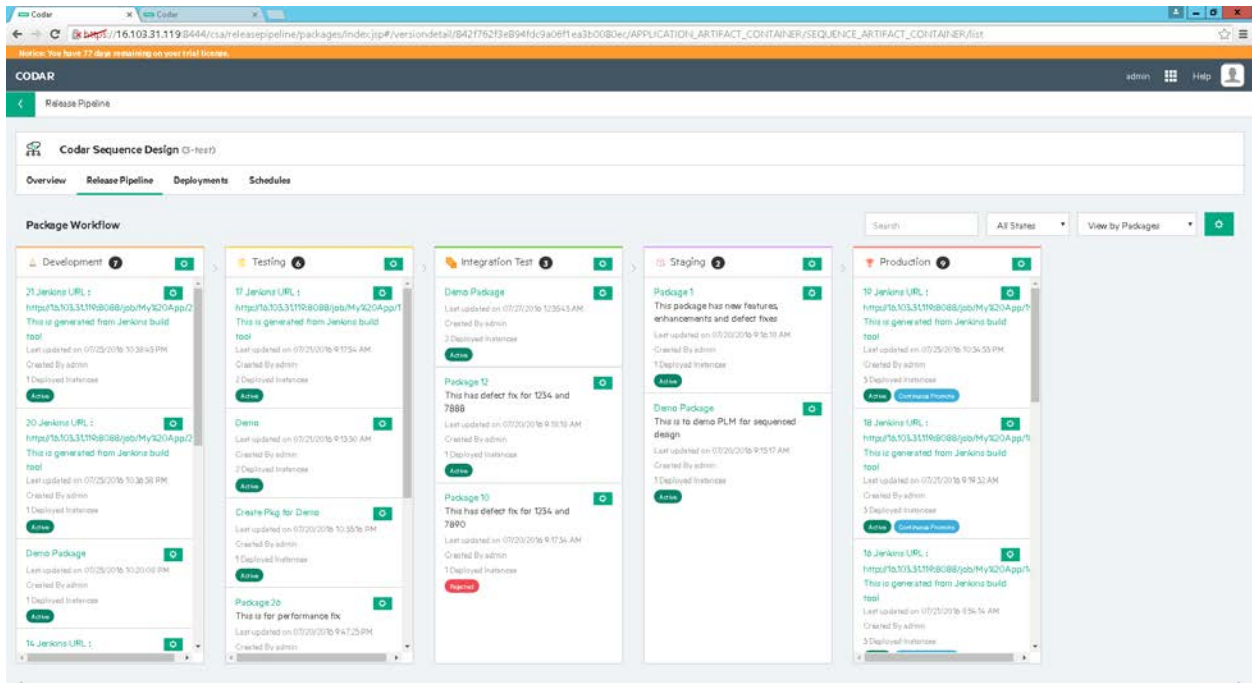 Codar
Codar
https://16.103.31.119:8444/csa/releasepipeline/packages/index.jsp#/versiondetail/842f762f3e894fdc9a06ff1ea3b0080ec/APPLICATION_ARTIFACT_CONTAINER/SEQUENCE_ARTIFACT_CONTAINER/list
Notice: You have 77 days remaining on your trial license.
CODAR
admin
Help
Release Pipeline
Codar Sequence Design
Overview Release Pipeline Deployments Schedules
Package Workflow
Search
All States
View by Packages
Development 7
21 Jenkins URL :
http://16.103.31.119:8088/job/My%20App/2
This is generated from Jenkins build
tool
Last updated on 07/25/2016 10:38:45 PM
Created By admin
1 Deployed Instances
Active
20 Jenkins URL :
http://16.103.31.119:8088/job/My%20App/2
This is generated from Jenkins build
tool
Last updated on 07/25/2016 10:36:58 PM
Created By admin
1 Deployed Instances
Active
Demo Package
Last updated on 07/25/2016 10:20:08 PM
Created By admin
1 Deployed Instances
Active
14 Jenkins URL :
Testing 6
17 Jenkins URL :
http://16.103.31.119:8088/job/My%20App/1
This is generated from Jenkins build
tool
Last updated on 07/21/2016 9:17:54 AM
Created By admin
2 Deployed Instances
Active
Demo
Last updated on 07/21/2016 9:13:50 AM
Created By admin
2 Deployed Instances
Active
Create Pkg for Demo
Last updated on 07/20/2016 10:35:16 PM
Created By admin
1 Deployed Instances
Active
Package 26
This is for performance fix
Last updated on 07/20/2016 9:47:25 PM
Created By admin
Integration Test 3
Demo Package
Last updated on 07/27/2016 12:35:43 AM
Created By admin
3 Deployed Instances
Active
Package 12
This has defect fix for 1234 and
7888
Last updated on 07/20/2016 9:18:18 AM
Created By admin
1 Deployed Instances
Active
Package 10
This has defect fix for 1234 and
7890
Last updated on 07/20/2016 9:17:54 AM
Created By admin
1 Deployed Instances
Rejected
Staging 2
Package 1
This package has new features,
enhancements and defect fixes
Last updated on 07/20/2016 9:16:18 AM
Created By admin
1 Deployed Instances
Active
Demo Package
This is to demo PLM for sequenced
design
Last updated on 07/20/2016 9:15:17 AM
Created By admin
1 Deployed Instances
Active
Production 9
19 Jenkins URL :
http://16.103.31.119:8088/job/My%20App/1
This is generated from Jenkins build
tool
Last updated on 07/25/2016 10:54:55 PM
Created By admin
5 Deployed Instances
Active Continuous Promote
18 Jenkins URL :
http://16.103.31.119:8088/job/My%20App/1
This is generated from Jenkins build
tool
Last updated on 07/21/2016 9:19:32 AM
Created By admin
5 Deployed Instances
Active Continuous Promote
16 Jenkins URL :
http://16.103.31.119:8088/job/My%20App/1
This is generated from Jenkins build
tool
Last updated on 07/21/2016 8:54:14 AM
Created By admin
5 Deployed Instances